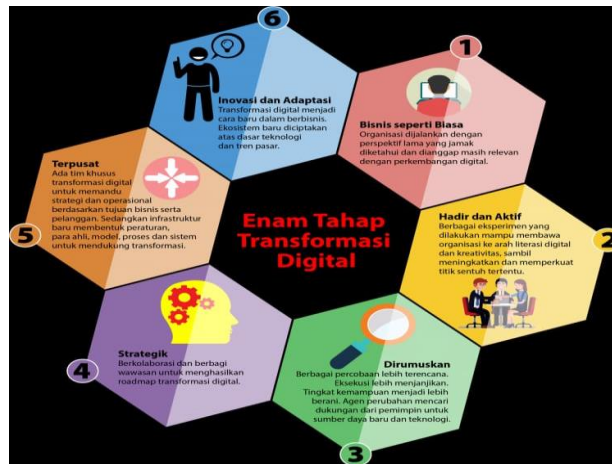 Enam Tahap
Transformasi
Digital
1
Bisnis seperti Biasa
Organisasi dijalankan dengan
perspektif lama yang jamak
diketahui dan dianggap masih relevan
dengan perkembangan digital.
2
Hadir dan Aktif
Berbagai eksperimen yang
dilakukan mampu membawa
organisasi ke arah literasi digital
dan kreativitas, sambil
meningkatkan dan memperkuat
titik sentuh tertentu.
3
Dirumuskan
Berbagai percobaan lebih terencana.
Eksekusi lebih menjanjikan.
Tingkat kemampuan menjadi lebih
berani. Agen perubahan mencari
dukungan dari pemimpin untuk
sumber daya baru dan teknologi.
4
Strategik
Berkolaborasi dan berbagi
wawasan untuk menghasilkan
roadmap transformasi digital.
5
Terpusat
Ada tim khusus
transformasi digital
untuk memandu
strategi dan operasional
berdasarkan tujuan bisnis serta
pelanggan. Sedangkan infrastruktur
baru membentuk peraturan,
para ahli, model, proses dan sistem
untuk mendukung transformasi.
6
Inovasi dan Adaptasi
Transformasi digital menjadi
cara baru dalam berbisnis.
Ekosistem baru diciptakan
atas dasar teknologi
dan tren pasar.